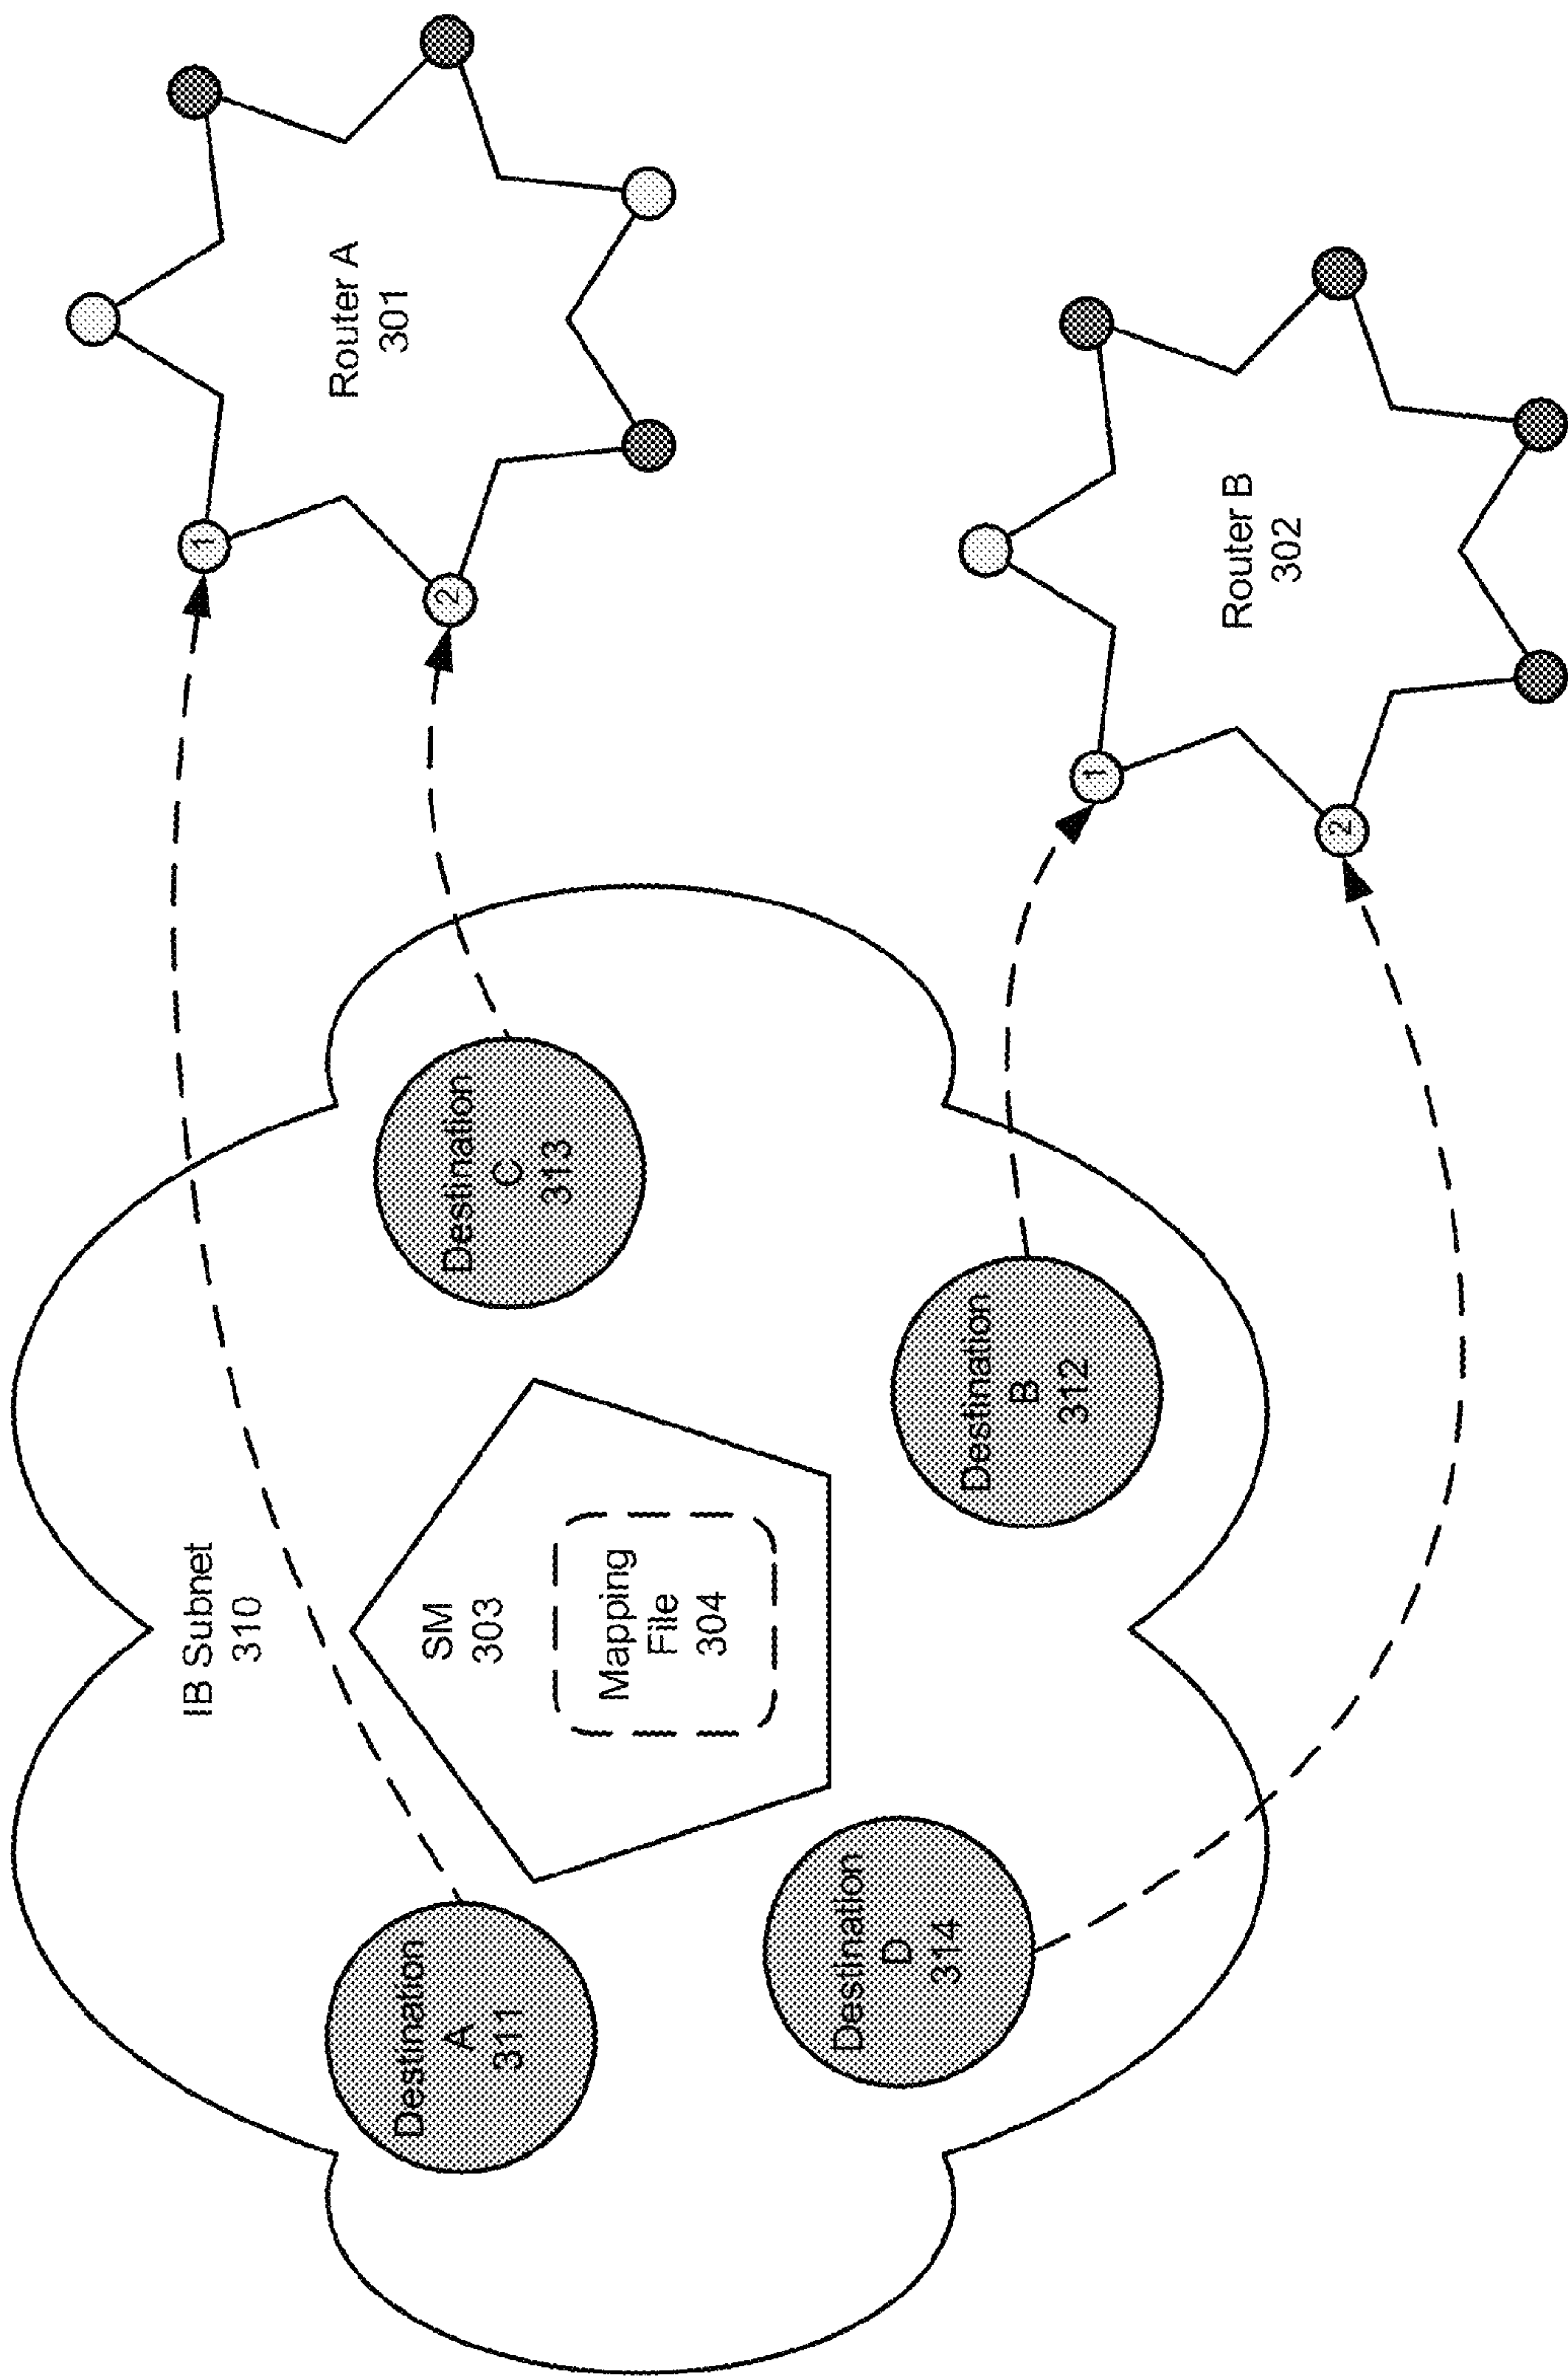 IB Subnet
310
SM
303
Mapping
File
304
Destination
A
311
Destination
C
313
Destination
D
314
Destination
B
312
Router A
301
1
2
Router B
302
1
2